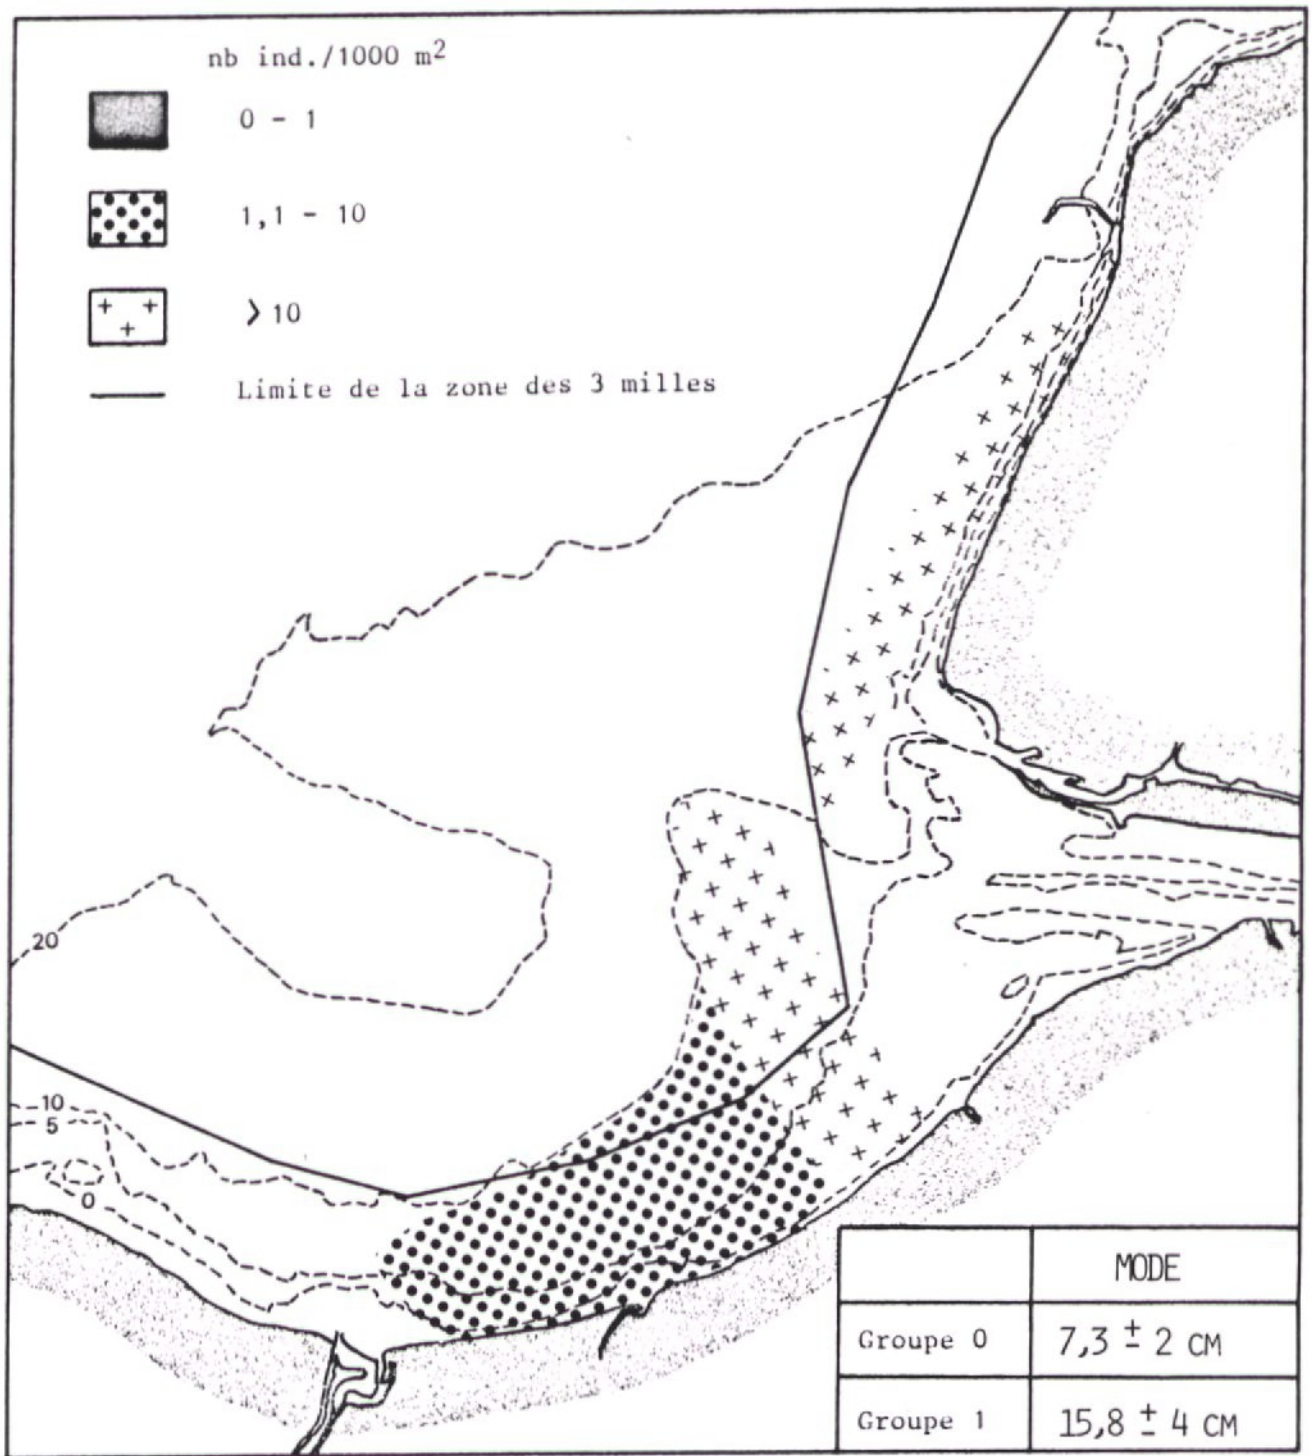 nb ind./1000 m²
0 - 1
1,1 - 10
> 10
Limite de la zone des 3 milles
20
10
5
0
MODE
Groupe 0 7,3 ± 2 CM
Groupe 1 15,8 ± 4 CM